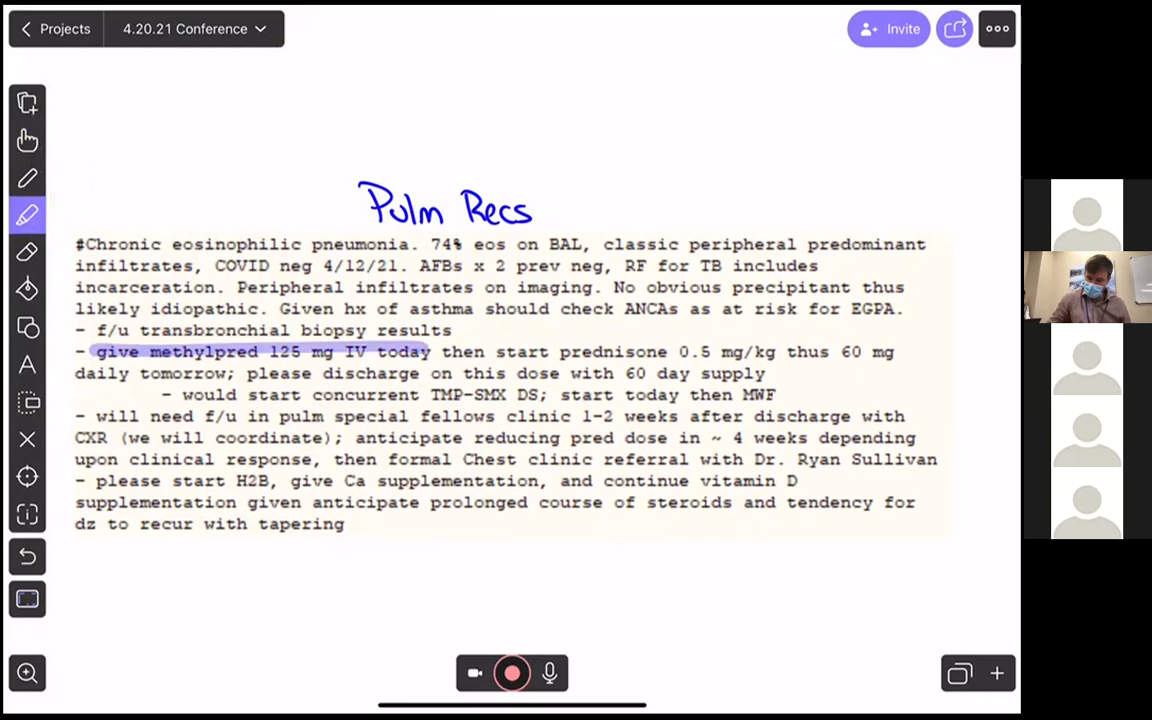 Projects
4.20.21 Conference
Invite
Pulm Recs
#Chronic eosinophilic pneumonia. 74% eos on BAL, classic peripheral predominant
infiltrates, COVID neg 4/12/21. AFBs x 2 prev neg, RF for TB includes
incarceration. Peripheral infiltrates on imaging. No obvious precipitant thus
likely idiopathic. Given hx of asthma should check ANCAs as at risk for EGPA.
- f/u transbronchial biopsy results
- give methylpred 125 mg IV today then start prednisone 0.5 mg/kg thus 60 mg
daily tomorrow; please discharge on this dose with 60 day supply
- would start concurrent TMP-SMX DS; start today then MWF
- will need f/u in pulm special fellows clinic 1-2 weeks after discharge with
CXR (we will coordinate); anticipate reducing pred dose in ~ 4 weeks depending
upon clinical response, then formal Chest clinic referral with Dr. Ryan Sullivan
- please start H2B, give Ca supplementation, and continue vitamin D
supplementation given anticipate prolonged course of steroids and tendency for
dz to recur with tapering